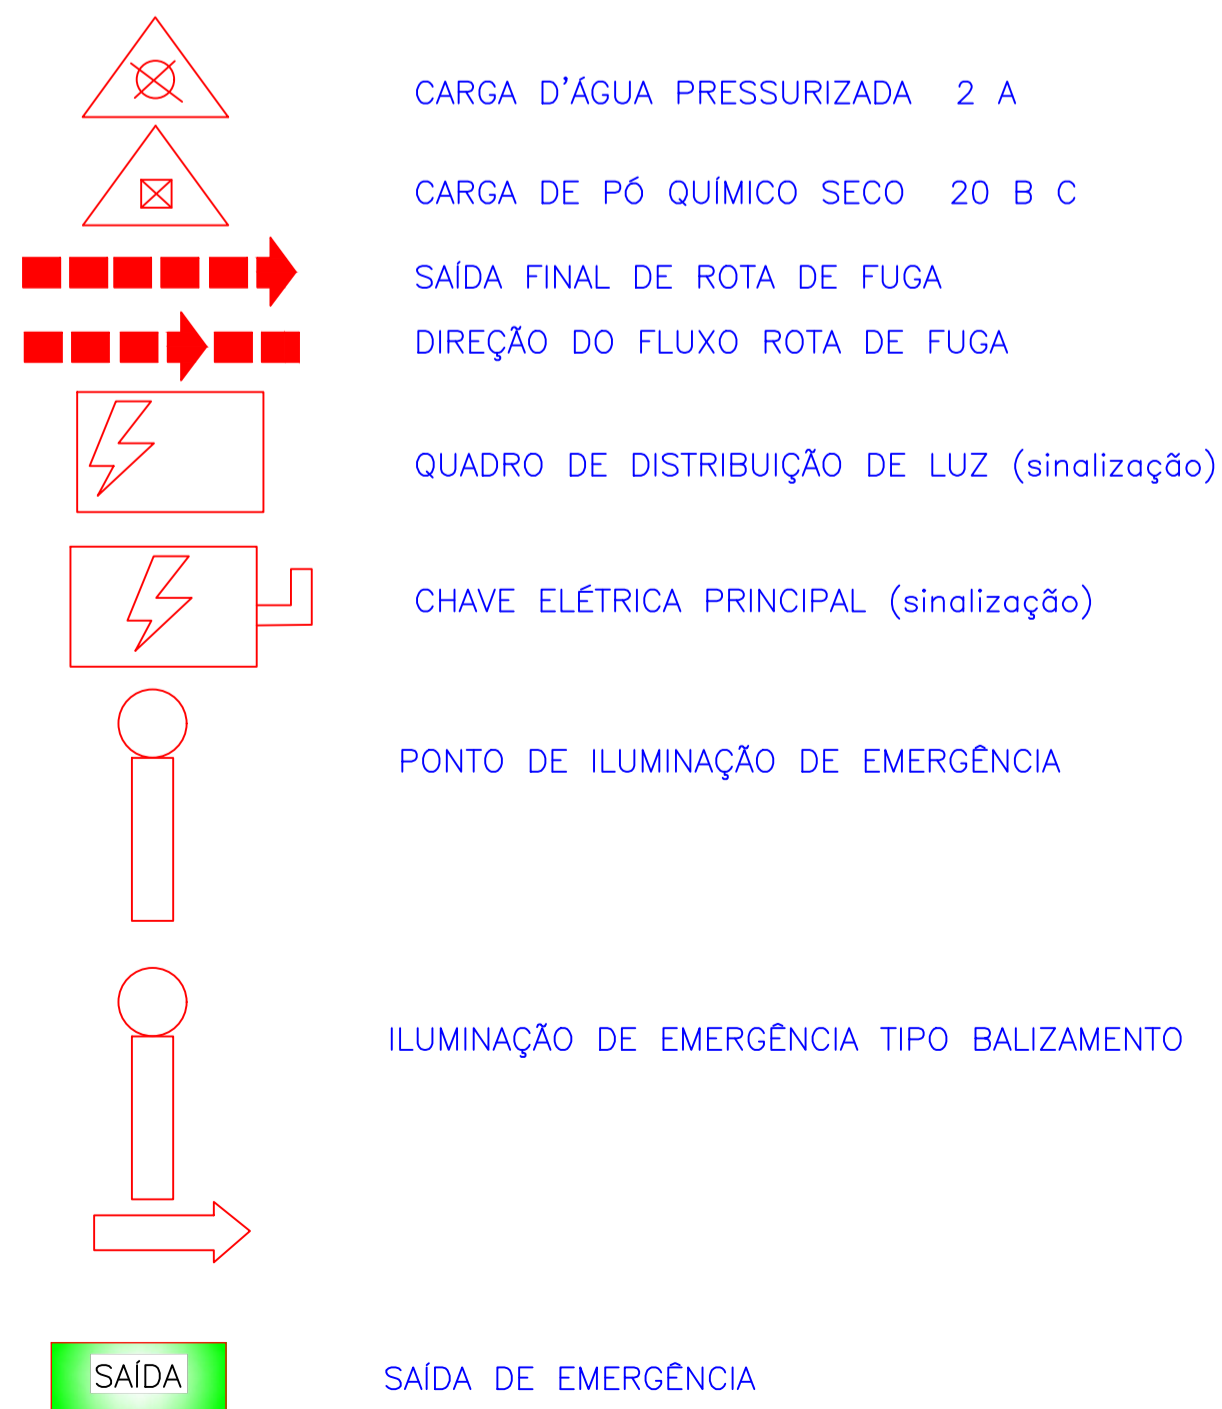 CARGA D'ÁGUA PRESSURIZADA 2 A
CARGA DE PÓ QUÍMICO SECO 20 B C
SAÍDA FINAL DE ROTA DE FUGA
DIREÇÃO DO FLUXO ROTA DE FUGA
QUADRO DE DISTRIBUIÇÃO DE LUZ (sinalização)
CHAVE ELÉTRICA PRINCIPAL (sinalização)
PONTO DE ILUMINAÇÃO DE EMERGÊNCIA
ILUMINAÇÃO DE EMERGÊNCIA TIPO BALIZAMENTO
SAÍDA SAÍDA DE EMERGÊNCIA